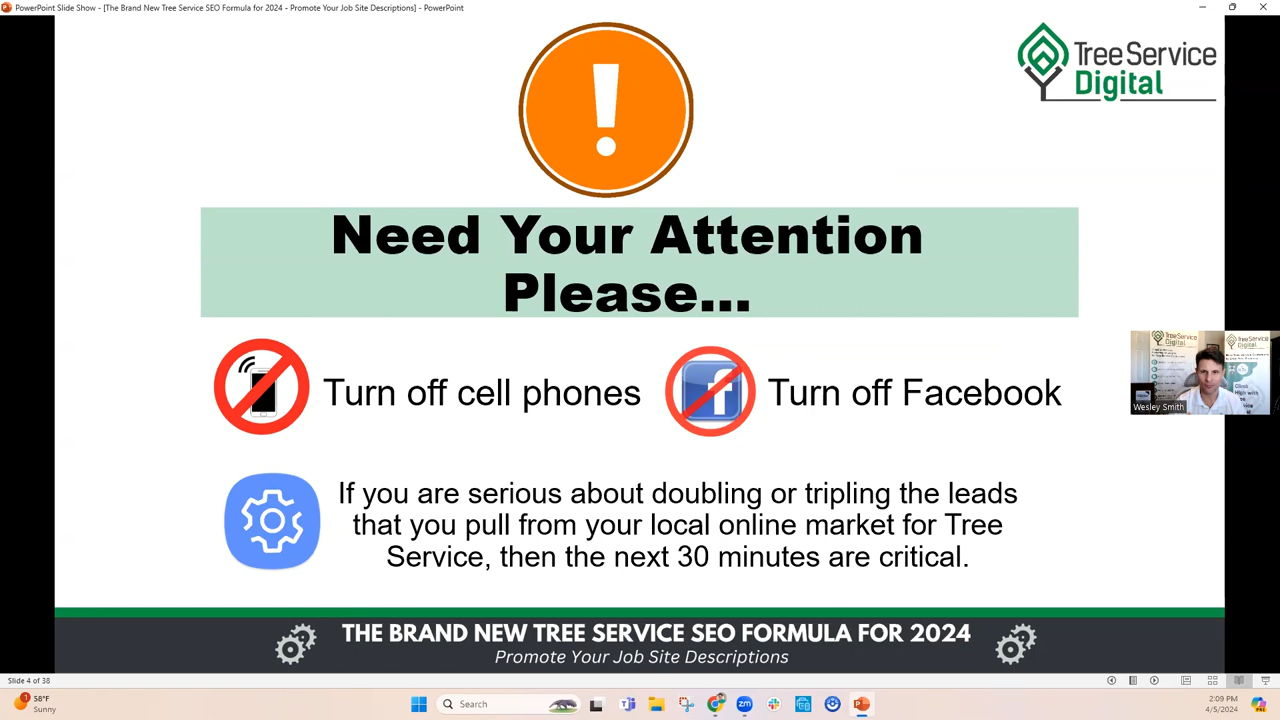 PowerPoint Slide Show - [The Brand New Tree Service SEO Formula for 2024 - Promote Your Job Site Descriptions] - PowerPoint
Tree Service
Digital
Need Your Attention
Please...
Turn off cell phones
Turn off Facebook
Wesley Smith
If you are serious about doubling or tripling the leads
that you pull from your local online market for Tree
Service, then the next 30 minutes are critical.
THE BRAND NEW TREE SERVICE SEO FORMULA FOR 2024
Promote Your Job Site Descriptions
Slide 4 of 38
58°F
Sunny
Search
2:09 PM
4/5/2024